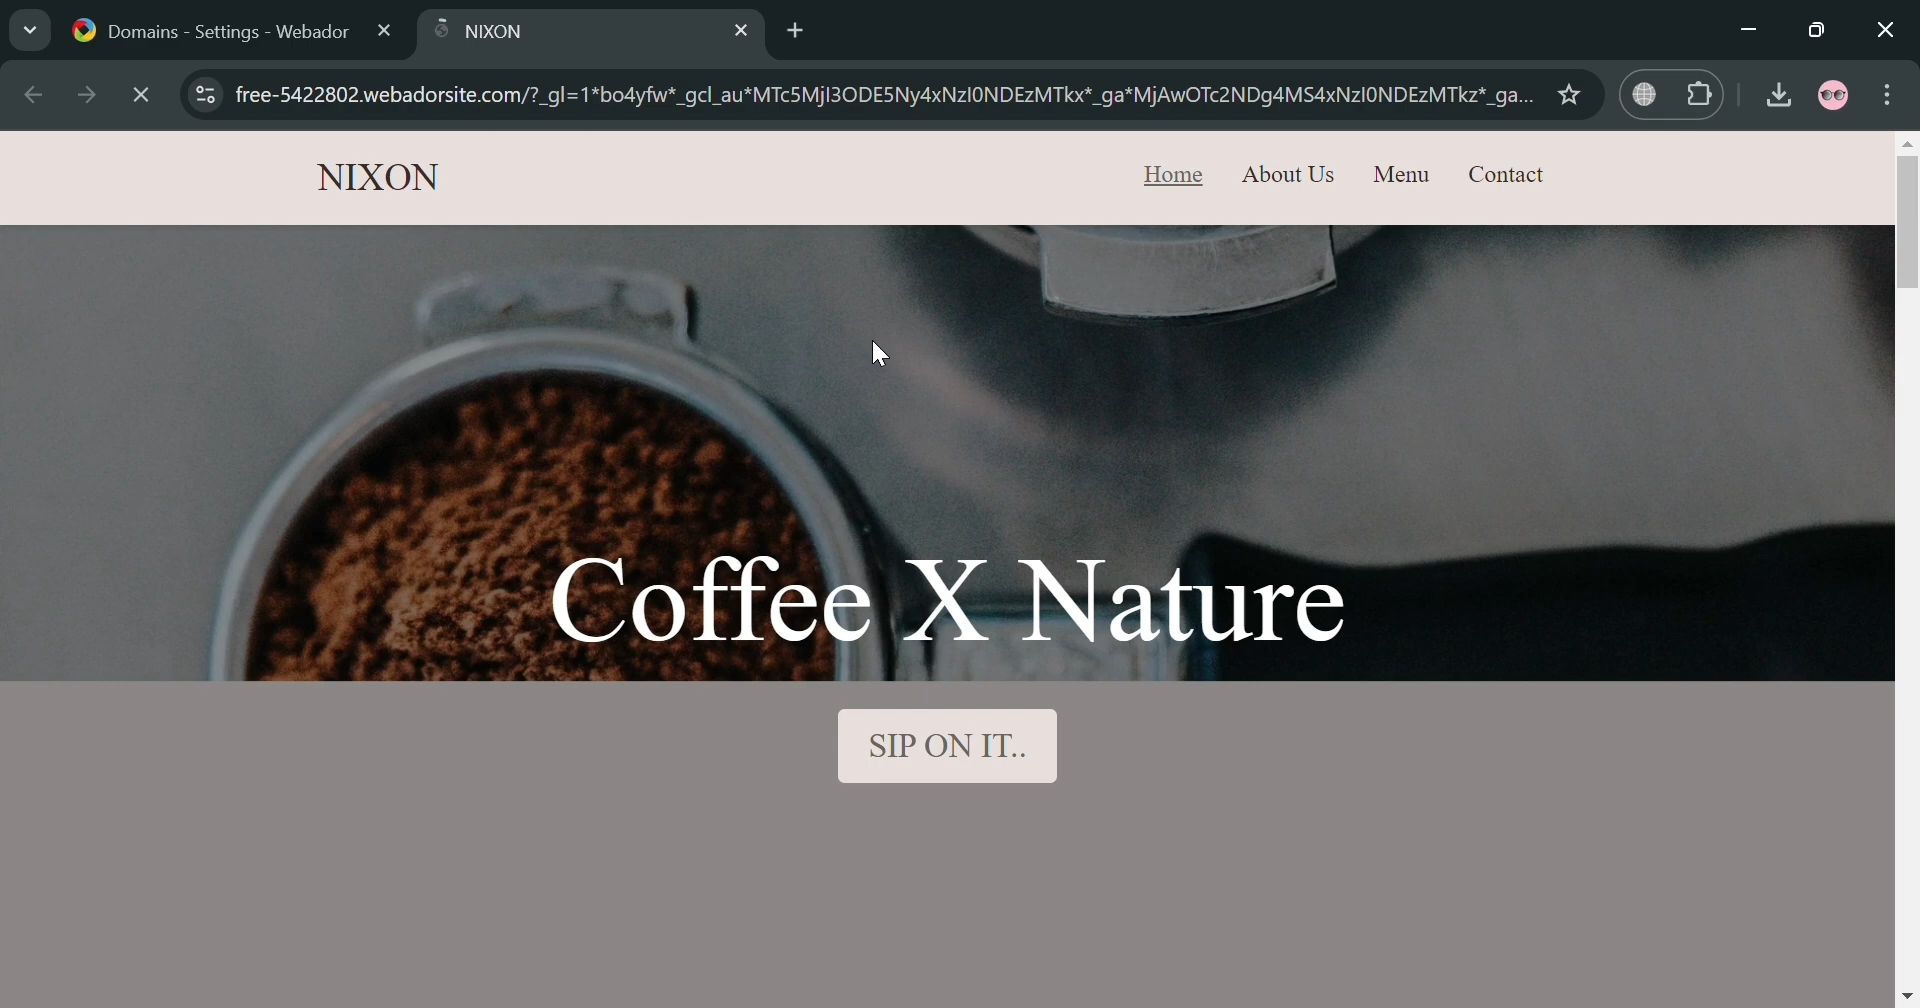 Domains - Settings - Webador
NIXON
free-5422802.webadorsite.com/?_gl=1*bo4yfw*_gcl_au*MTc5MjI3ODE5Ny4xNzI0NDEzMTkx*_ga*MjAwOTc2NDg4MS4xNzI0NDEzMTkz*_ga...
NIXON
Home About Us Menu Contact
Coffee X Nature
SIP ON IT..